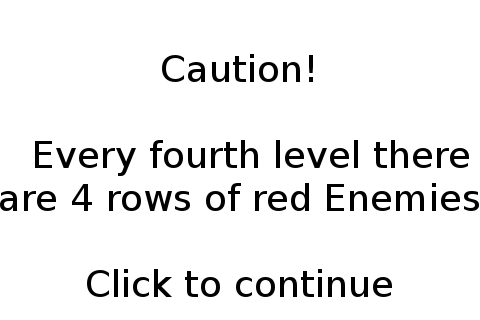 Caution!
Every fourth level there
are 4 rows of red Enemies
Click to continue